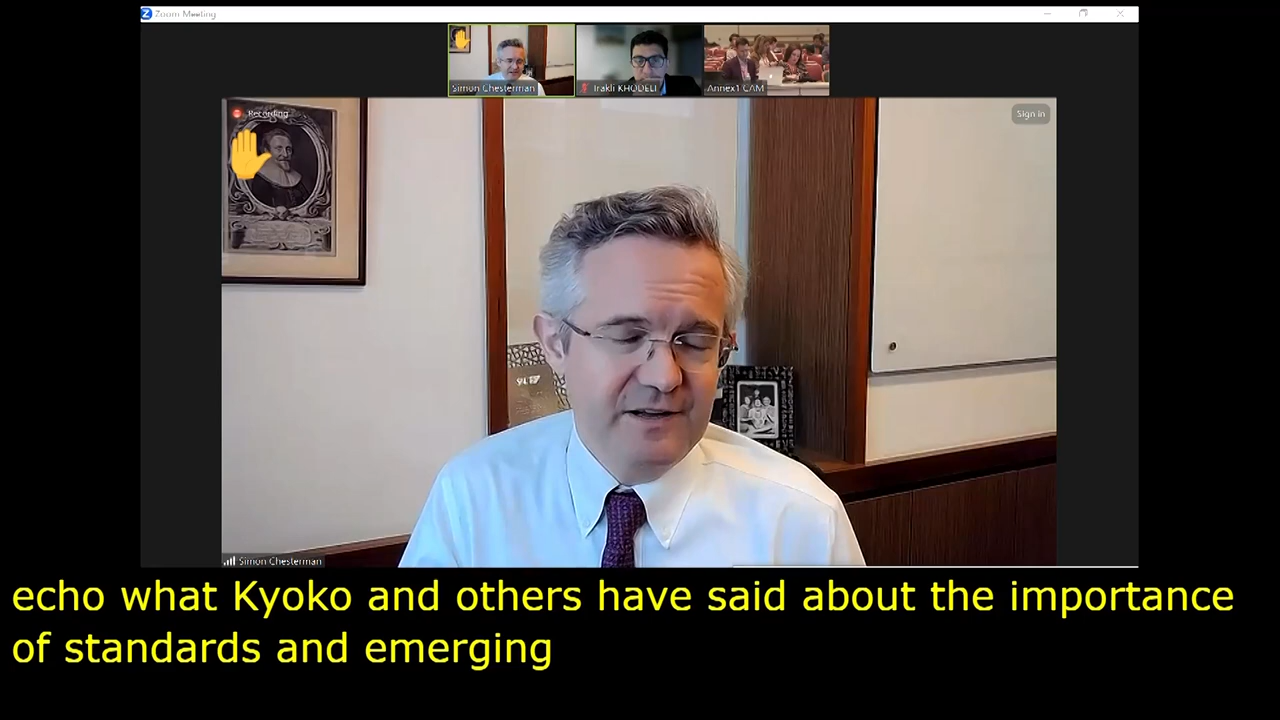 Zoom Meeting
Simon Chesterman
Irakli KHODELI
Annex1 CAM
Recording
Sign in
Simon Chesterman
echo what Kyoko and others have said about the importance
of standards and emerging